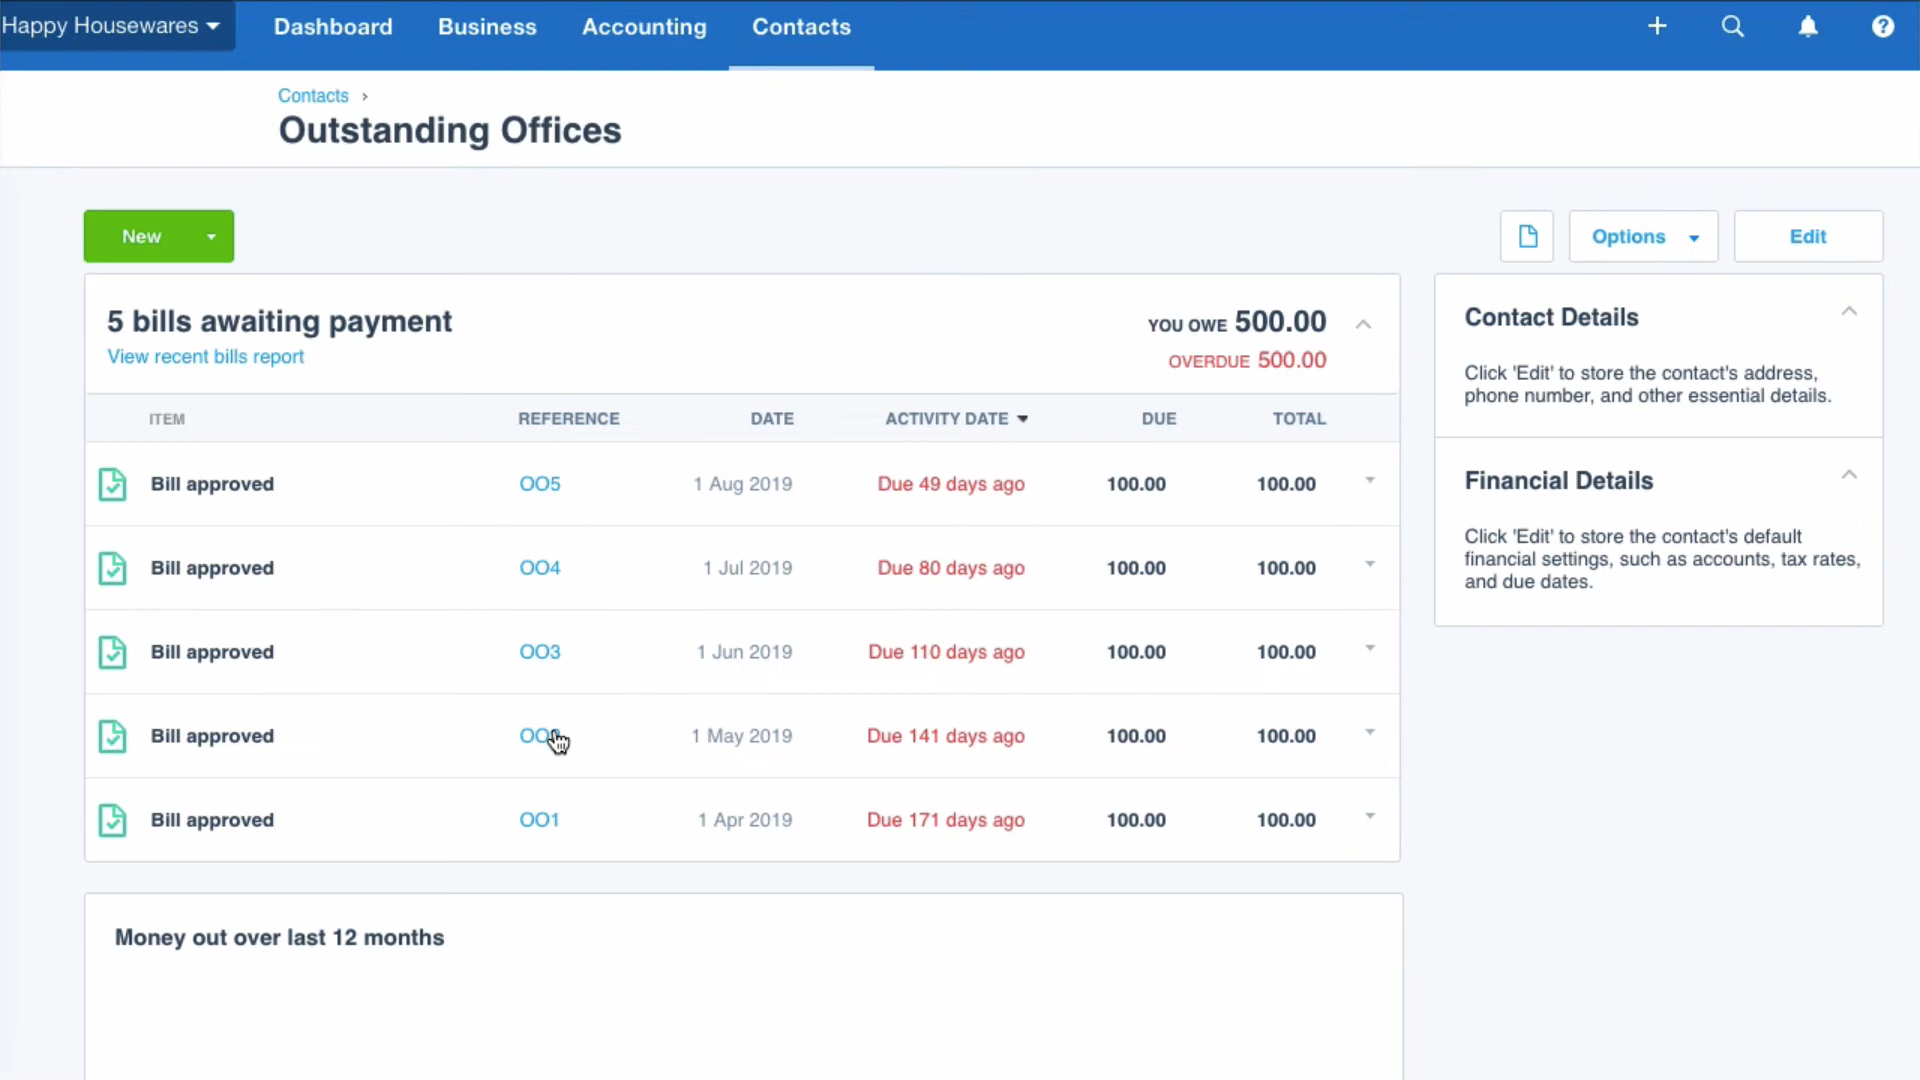 Happy Housewares Dashboard Business Accounting Contacts
Contacts ›
Outstanding Offices
New Options Edit
5 bills awaiting payment YOU OWE 500.00
View recent bills report OVERDUE 500.00
ITEM REFERENCE DATE ACTIVITY DATE DUE TOTAL
Bill approved OO5 1 Aug 2019 Due 49 days ago 100.00 100.00
Bill approved OO4 1 Jul 2019 Due 80 days ago 100.00 100.00
Bill approved OO3 1 Jun 2019 Due 110 days ago 100.00 100.00
Bill approved 1 May 2019 Due 141 days ago 100.00 100.00
Bill approved OO1 1 Apr 2019 Due 171 days ago 100.00 100.00
Money out over last 12 months
Contact Details
Click 'Edit' to store the contact's address,
phone number, and other essential details.
Financial Details
Click 'Edit' to store the contact's default
financial settings, such as accounts, tax rates,
and due dates.